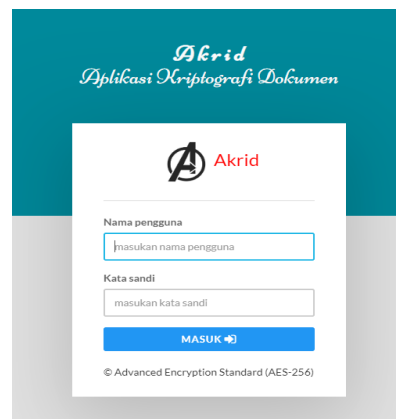 Akrid
Aplikasi Kriptografi Dokumen
Akrid
Nama pengguna
masukan nama pengguna
Kata sandi
masukan kata sandi
MASUK
© Advanced Encryption Standard (AES-256)